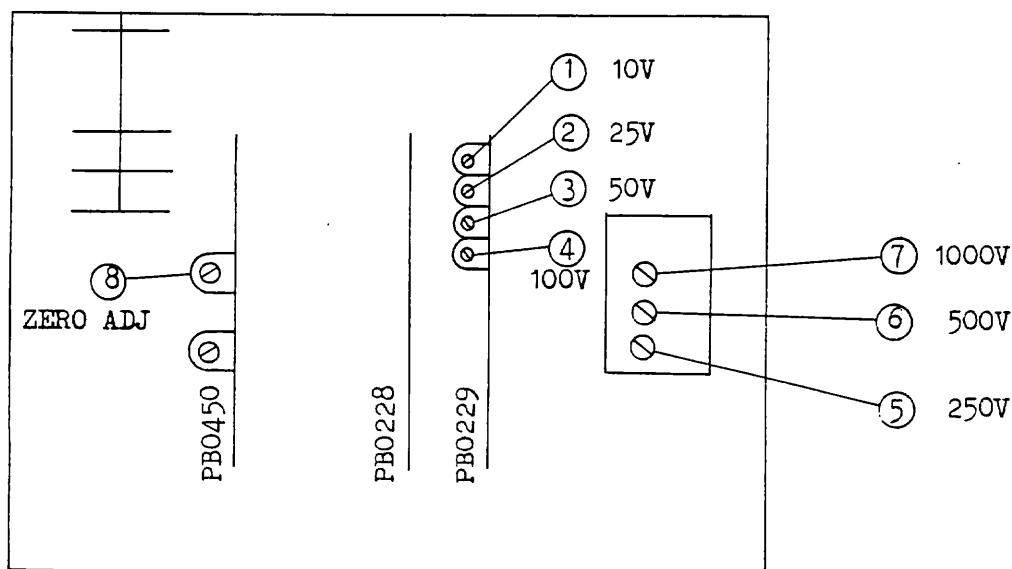 ① 10V
② 25V
③ 50V
④ 100V
⑦ 1000V
⑥ 500V
⑤ 250V
⑧ ZERO ADJ
PB0450
PB0228
PB0229